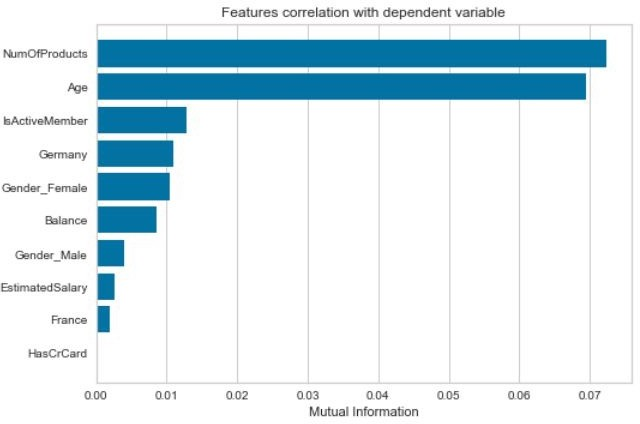 Features correlation with dependent variable
NumOfProducts
Age
IsActiveMember
Germany
Gender_Female
Balance
Gender_Male
EstimatedSalary
France
HasCrCard
0.00 0.01 0.02 0.03 0.04 0.05 0.06 0.07
Mutual Information